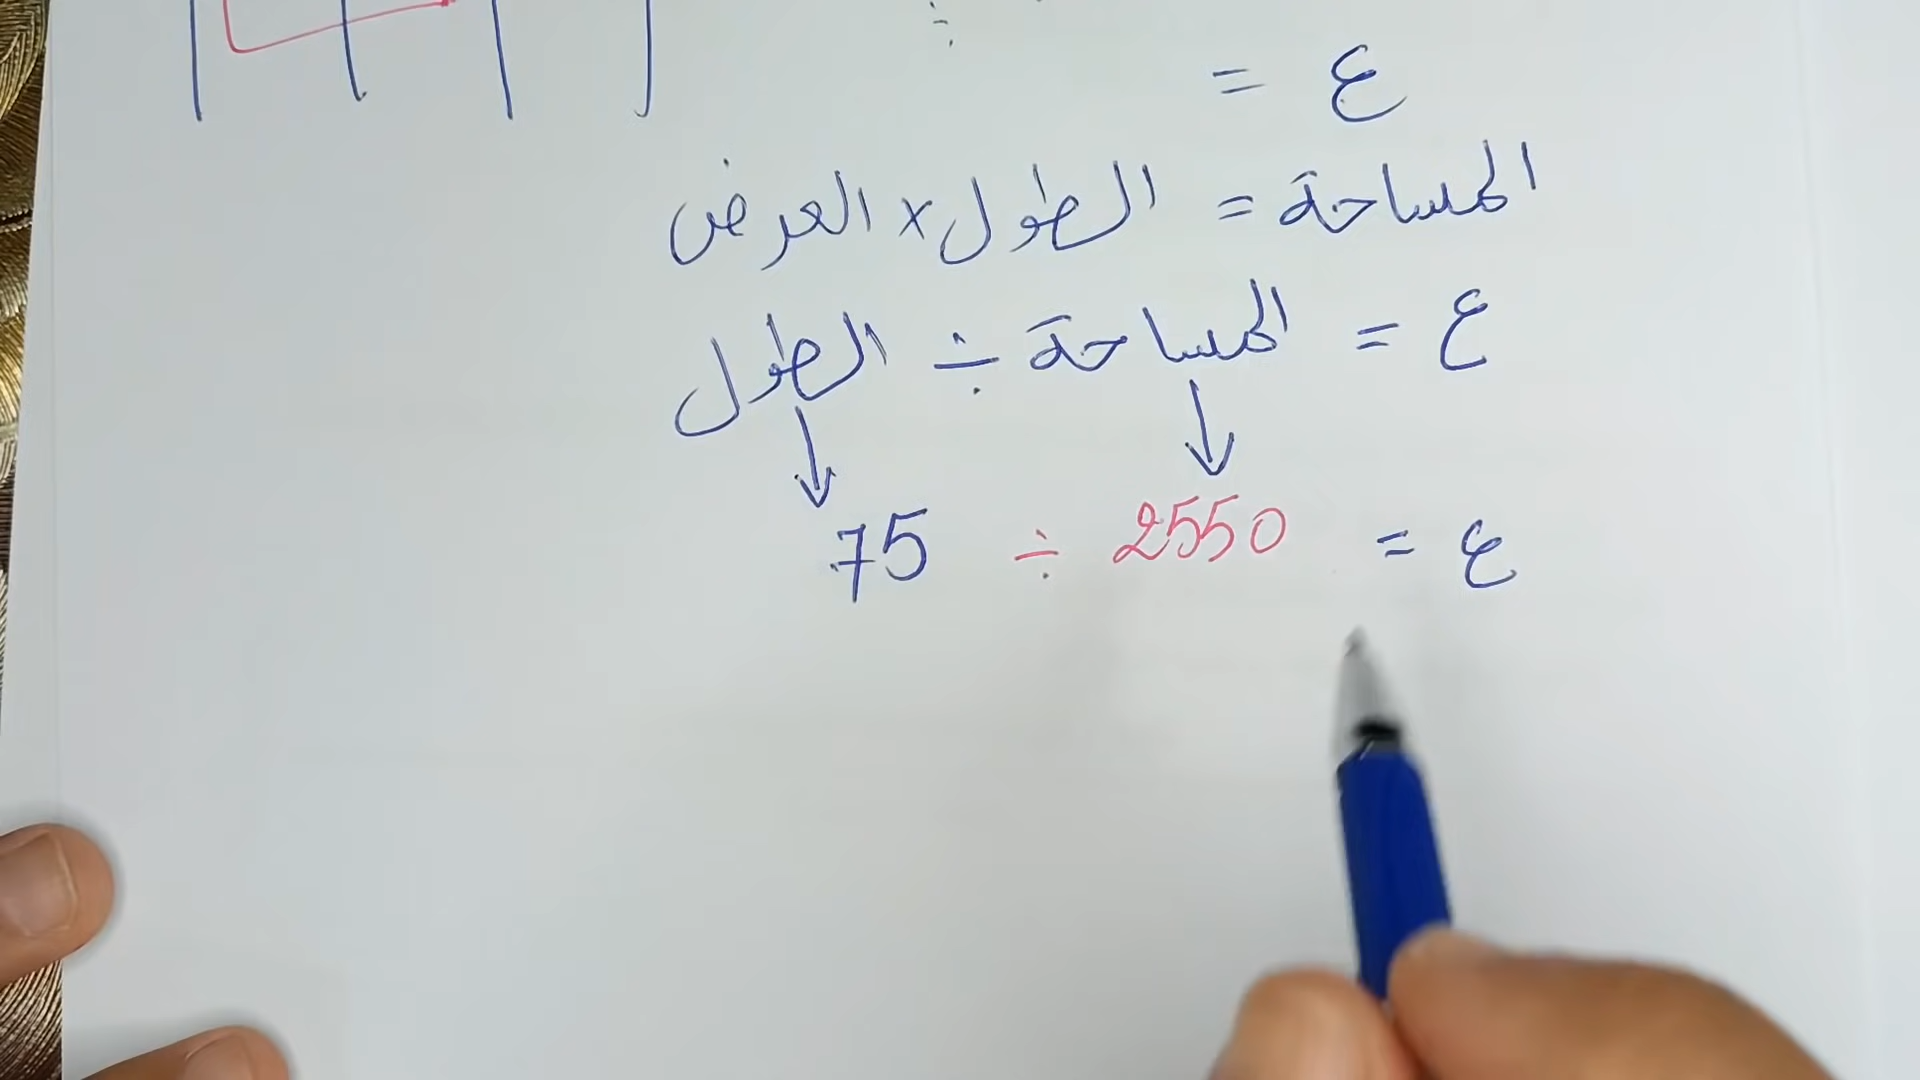 ع =
المساحة = الطول × العرض
ع = المساحة ÷ الطول
ع = 2550 ÷ 75